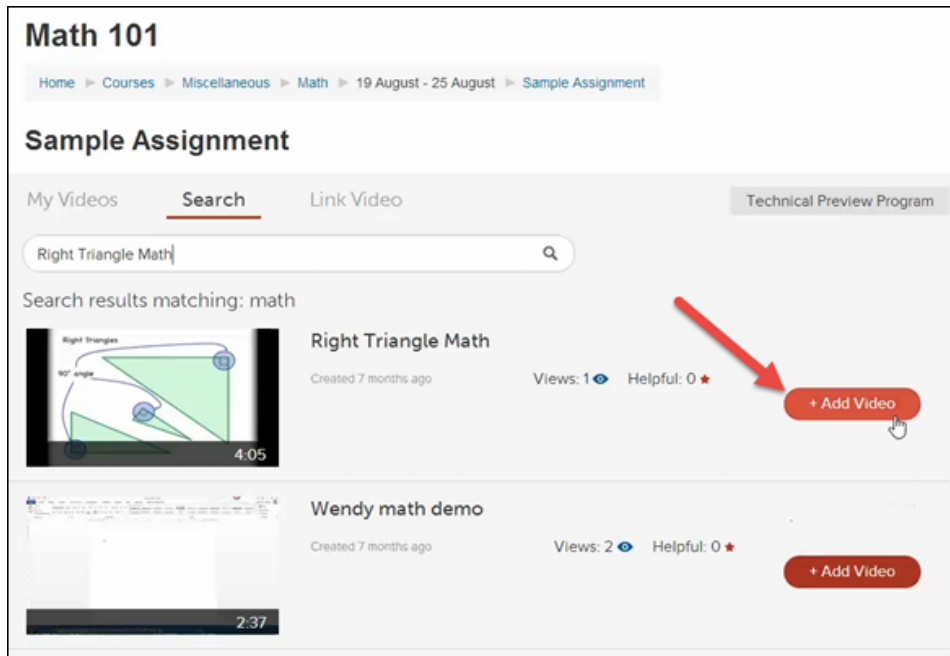 Math 101
Home Courses Miscellaneous Math 19 August - 25 August Sample Assignment
Sample Assignment
My Videos Search Link Video Technical Preview Program
Right Triangle Math
Search results matching: math
Right Triangles
90° angle
4:05
Right Triangle Math
Created 7 months ago Views: 1 Helpful: 0
+ Add Video
2:37
Wendy math demo
Created 7 months ago Views: 2 Helpful: 0
+ Add Video